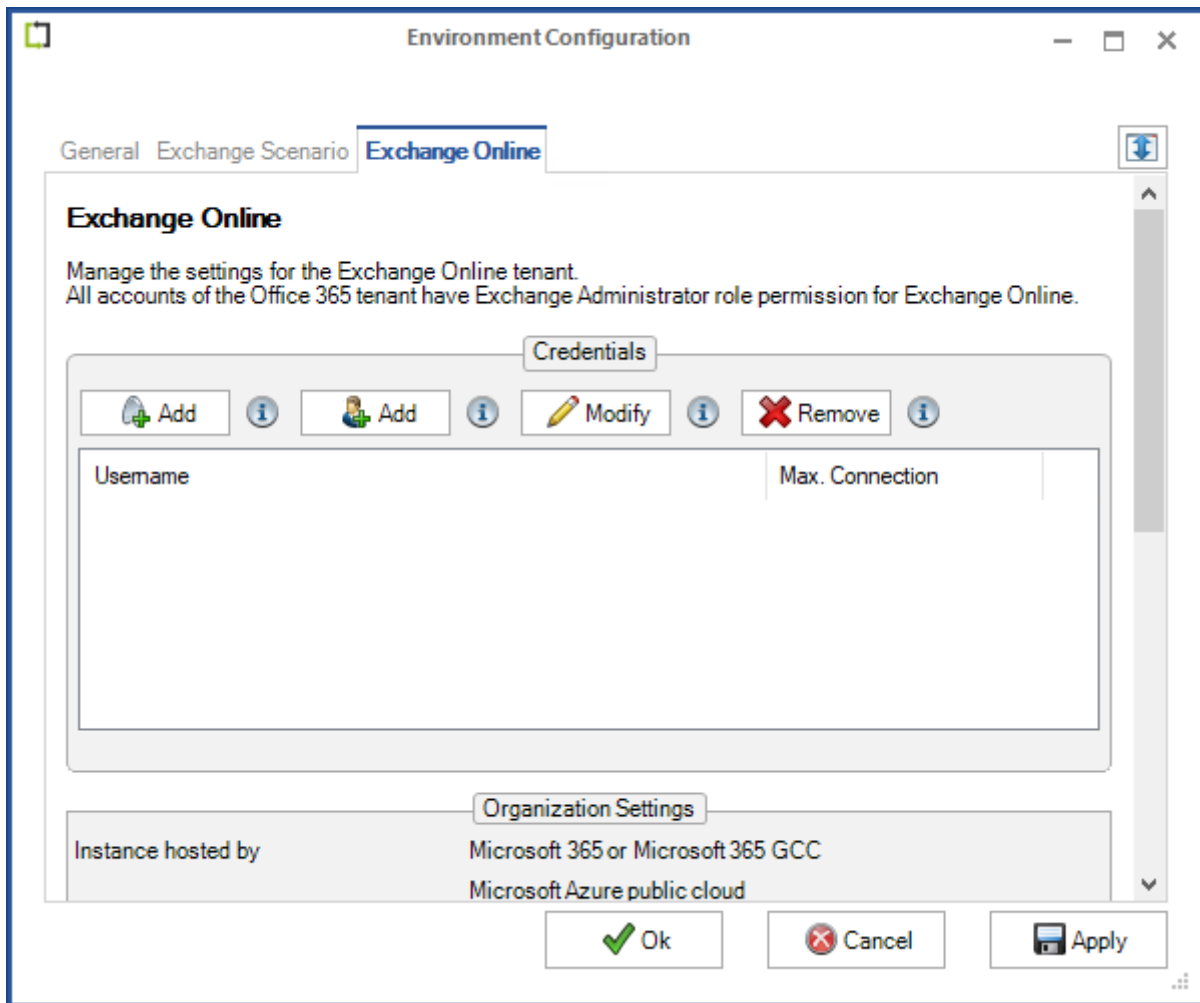 Environment Configuration
General Exchange Scenario Exchange Online
Exchange Online
Manage the settings for the Exchange Online tenant.
All accounts of the Office 365 tenant have Exchange Administrator role permission for Exchange Online.
Credentials
Add Add Modify Remove
Username Max. Connection
Organization Settings
Instance hosted by Microsoft 365 or Microsoft 365 GCC
Microsoft Azure public cloud
Ok Cancel Apply